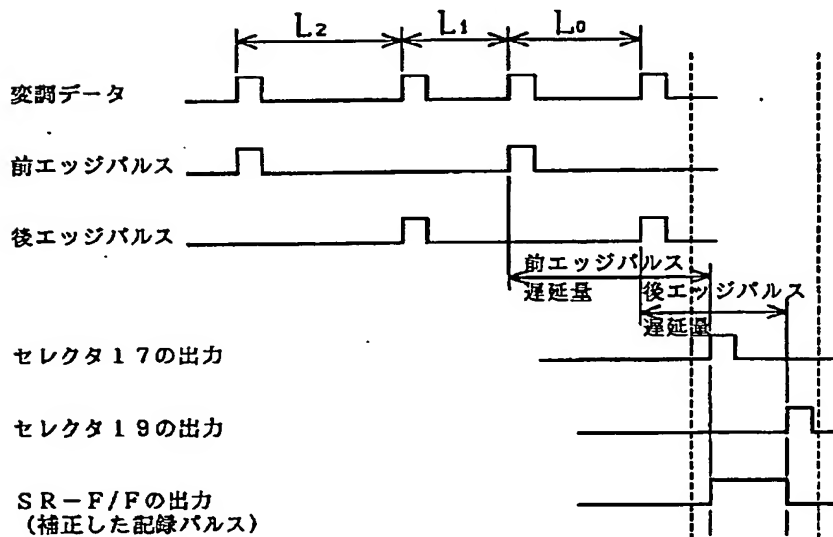 L2 L1 L0
変調データ
前エッジパルス
後エッジパルス
前エッジパルス
遅延量
後エッジパルス
遅延量
セレクタ17の出力
セレクタ19の出力
SR-F/Fの出力
(補正した記録パルス)